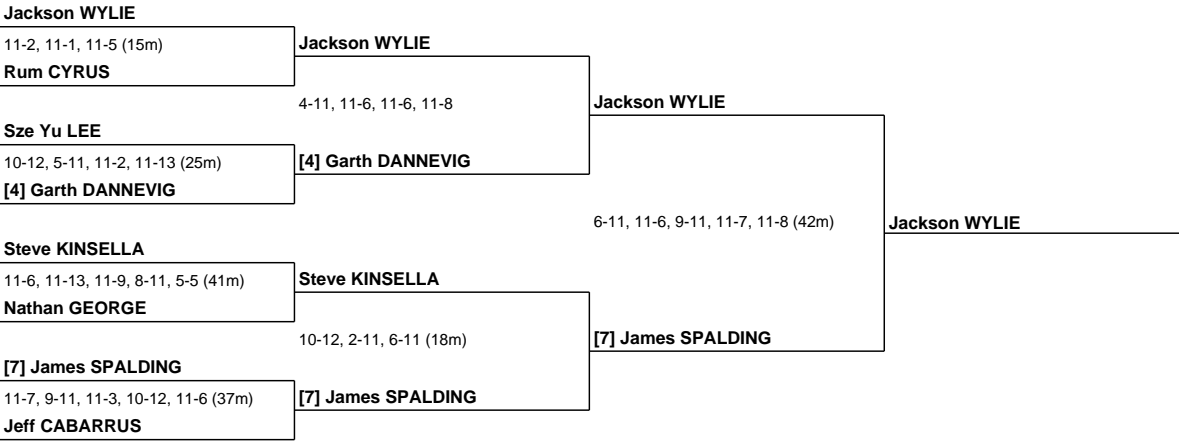 Jackson WYLIE
11-2, 11-1, 11-5 (15m)
Rum CYRUS
Sze Yu LEE
10-12, 5-11, 11-2, 11-13 (25m)
[4] Garth DANNEVIG
Steve KINSELLA
11-6, 11-13, 11-9, 8-11, 5-5 (41m)
Nathan GEORGE
[7] James SPALDING
11-7, 9-11, 11-3, 10-12, 11-6 (37m)
Jeff CABARRUS
Jackson WYLIE
4-11, 11-6, 11-6, 11-8
[4] Garth DANNEVIG
Steve KINSELLA
10-12, 2-11, 6-11 (18m)
[7] James SPALDING
Jackson WYLIE
6-11, 11-6, 9-11, 11-7, 11-8 (42m)
[7] James SPALDING
Jackson WYLIE